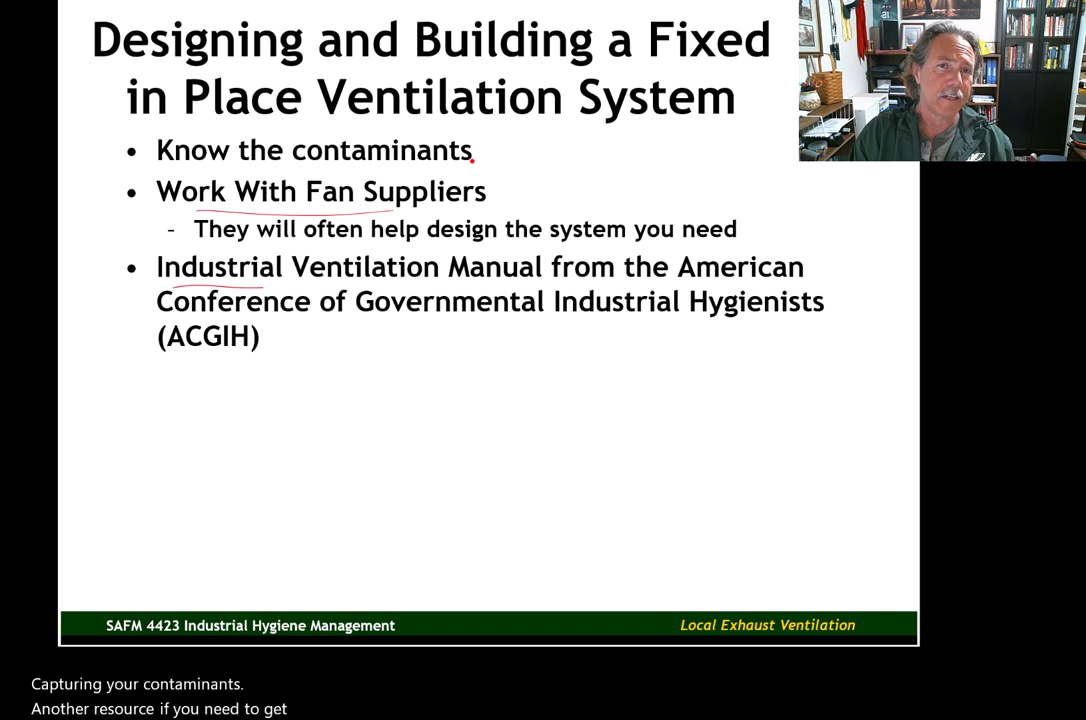 Designing and Building a Fixed
in Place Ventilation System
• Know the contaminants
• Work With Fan Suppliers
– They will often help design the system you need
• Industrial Ventilation Manual from the American
Conference of Governmental Industrial Hygienists
(ACGIH)
SAFM 4423 Industrial Hygiene Management
Local Exhaust Ventilation
Capturing your contaminants.
Another resource if you need to get